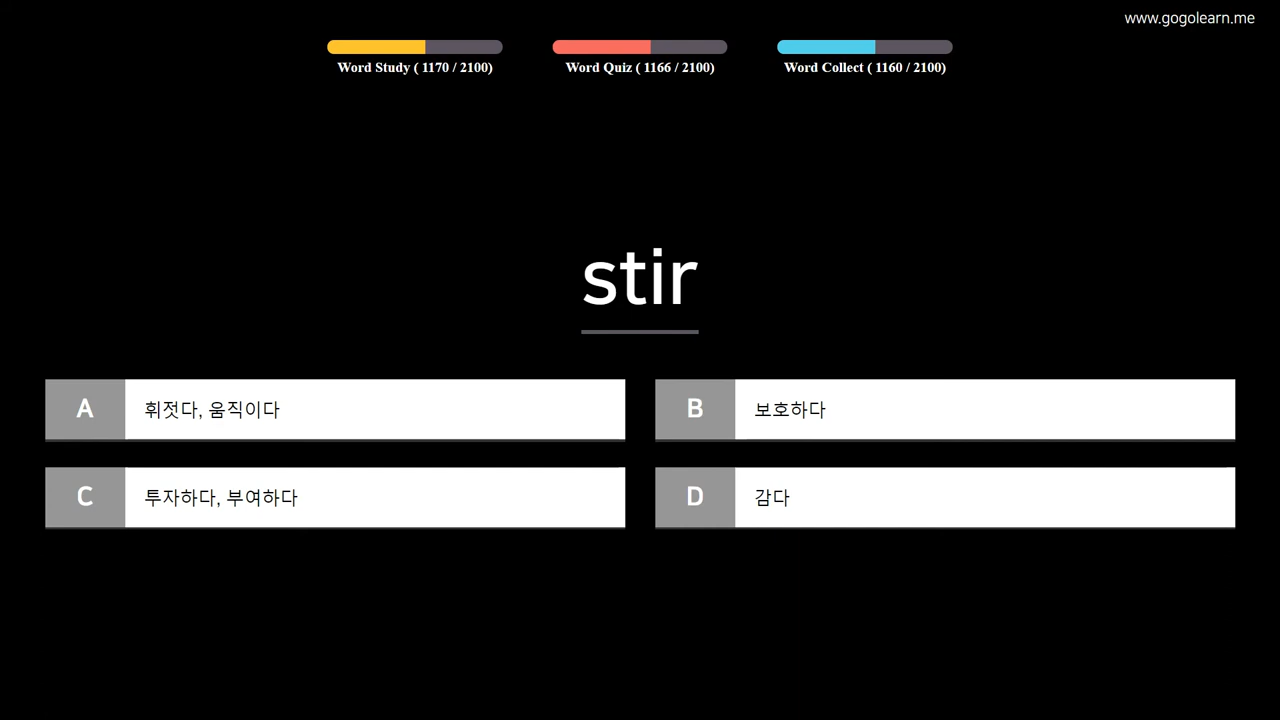 www.gogolearn.me
Word Study ( 1170 / 2100)
Word Quiz ( 1166 / 2100)
Word Collect ( 1160 / 2100)
stir
A 휘젓다, 움직이다
B 보호하다
C 투자하다, 부여하다
D 감다